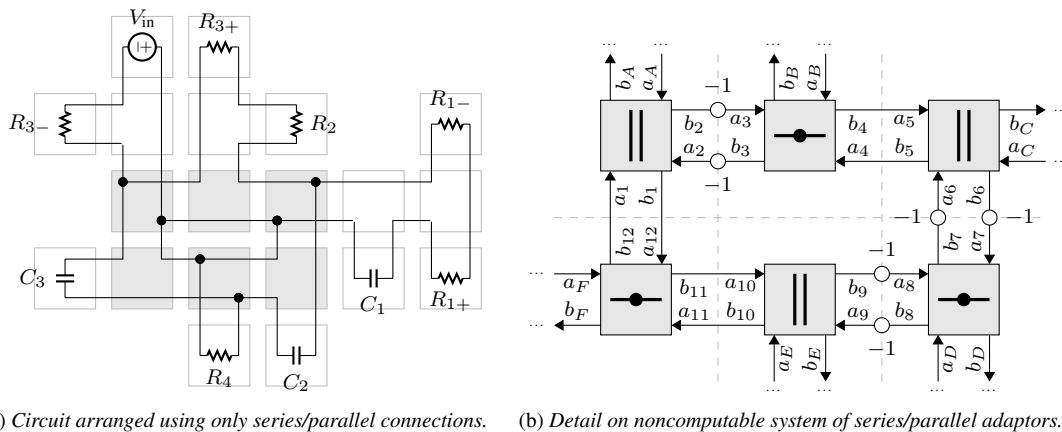 V_in
R_3+
R_3−
R_2
R_1−
C_3
C_1
R_1+
R_4
C_2
) Circuit arranged using only series/parallel connections.
... ... ... ...
b_A a_A −1 b_B a_B
b_2 a_3 b_4 a_5 b_C ...
a_2 b_3 a_4 b_5 a_C ...
−1
a_1 b_1 a_6 b_6
−1 −1
b_12 a_12 b_7 a_7
−1
... a_F b_11 a_10 b_9 a_8
... b_F a_11 b_10 a_9 b_8
−1
a_E b_E a_D b_D
... ... ... ...
(b) Detail on noncomputable system of series/parallel adaptors.